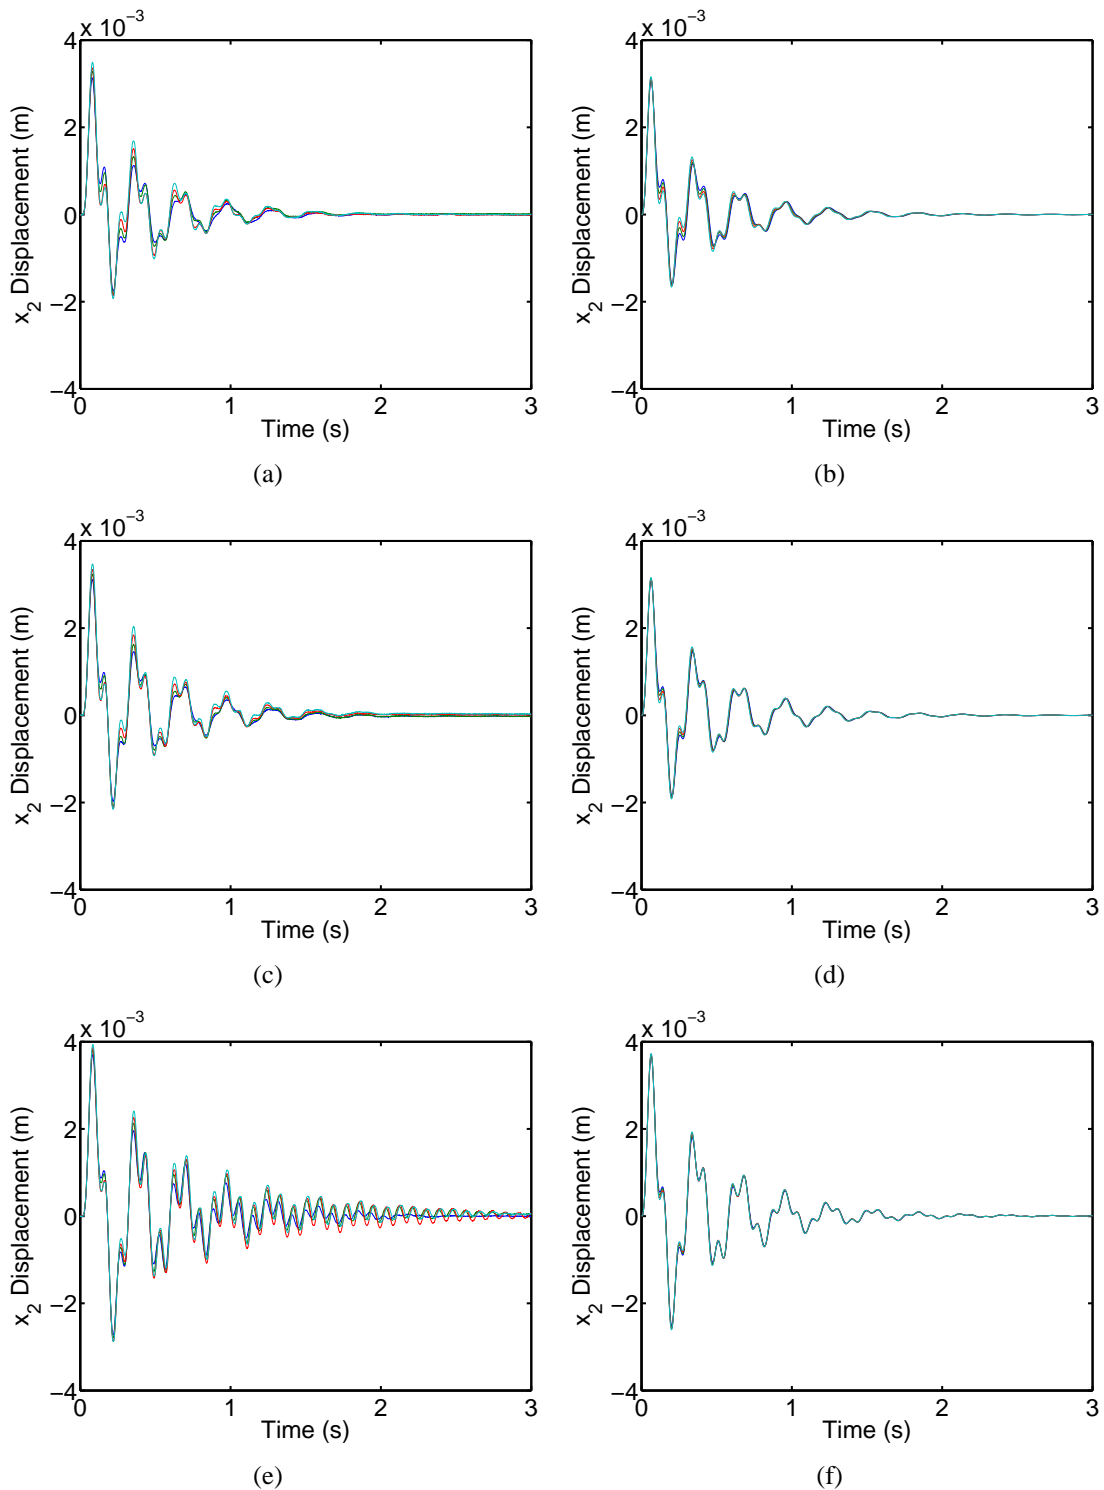 x 10⁻³
4
2
0
−2
−4
x₂ Displacement (m)
0 1 2 3
Time (s)
(a)
x 10⁻³
4
2
0
−2
−4
x₂ Displacement (m)
0 1 2 3
Time (s)
(b)
x 10⁻³
4
2
0
−2
−4
x₂ Displacement (m)
0 1 2 3
Time (s)
(c)
x 10⁻³
4
2
0
−2
−4
x₂ Displacement (m)
0 1 2 3
Time (s)
(d)
x 10⁻³
4
2
0
−2
−4
x₂ Displacement (m)
0 1 2 3
Time (s)
(e)
x 10⁻³
4
2
0
−2
−4
x₂ Displacement (m)
0 1 2 3
Time (s)
(f)